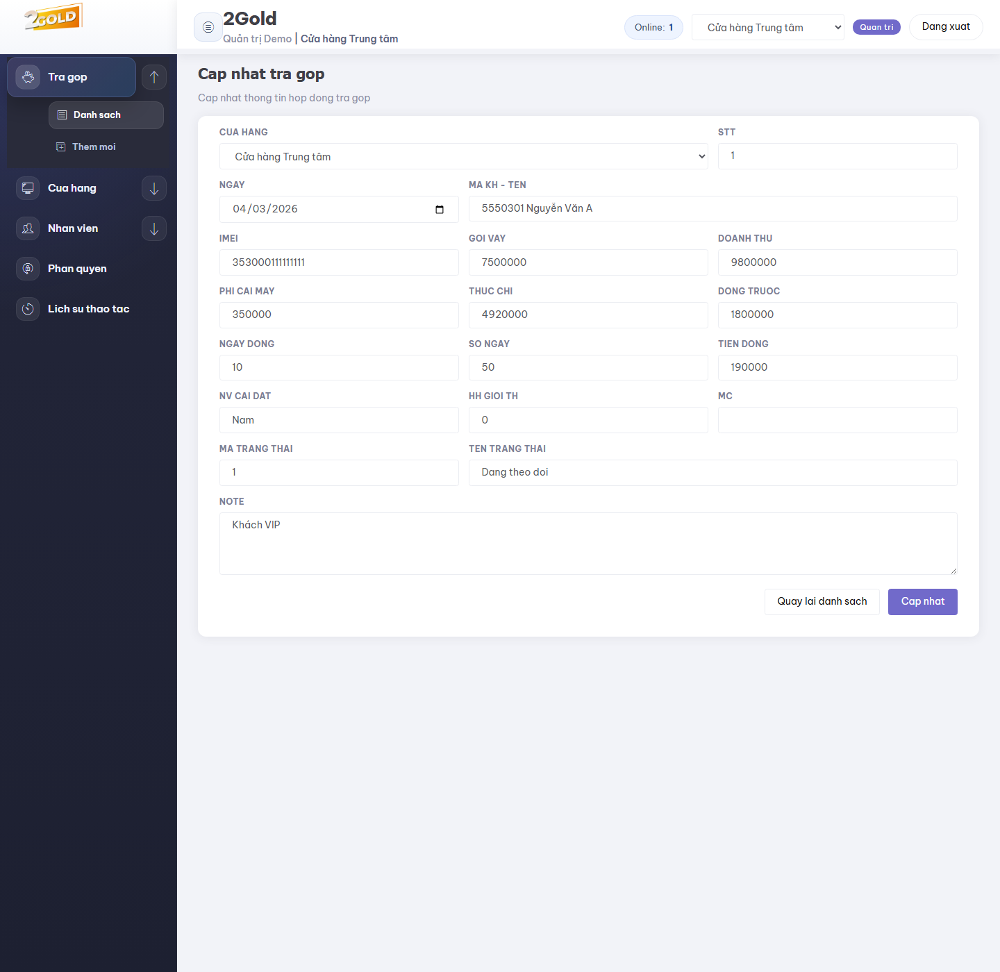 2GOLD
2Gold
Quản trị Demo | Cửa hàng Trung tâm
Online: 1
Cửa hàng Trung tâm
Quan tri
Dang xuat
Tra gop
Danh sach
Them moi
Cua hang
Nhan vien
Phan quyen
Lich su thao tac
Cap nhat tra gop
Cap nhat thong tin hop dong tra gop
CUA HANG
STT
Cửa hàng Trung tâm
1
NGAY
MA KH - TEN
04/03/2026
5550301 Nguyễn Văn A
IMEI
GOI VAY
DOANH THU
353000111111111
7500000
9800000
PHI CAI MAY
THUC CHI
DONG TRUOC
350000
4920000
1800000
NGAY DONG
SO NGAY
TIEN DONG
10
50
190000
NV CAI DAT
HH GIOI TH
MC
Nam
0
MA TRANG THAI
TEN TRANG THAI
1
Dang theo doi
NOTE
Khách VIP
Quay lai danh sach
Cap nhat